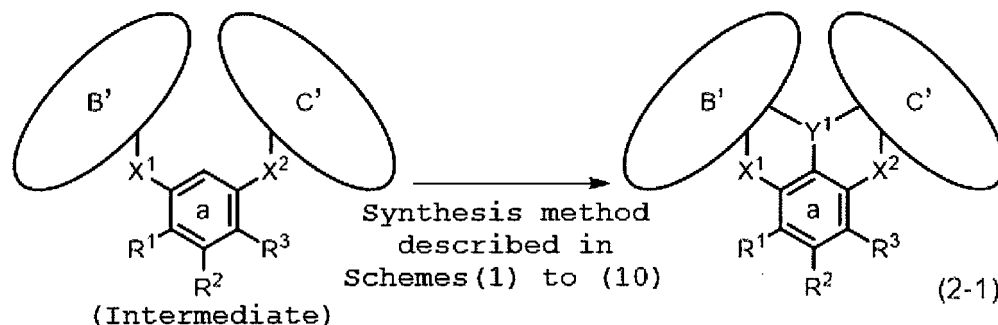 B' C' B' C'
Y¹
X¹ X² X¹ X²
a a
R¹ R³ R¹ R³
R² R²
Synthesis method
described in
Schemes(1) to (10)
(2-1)
(Intermediate)